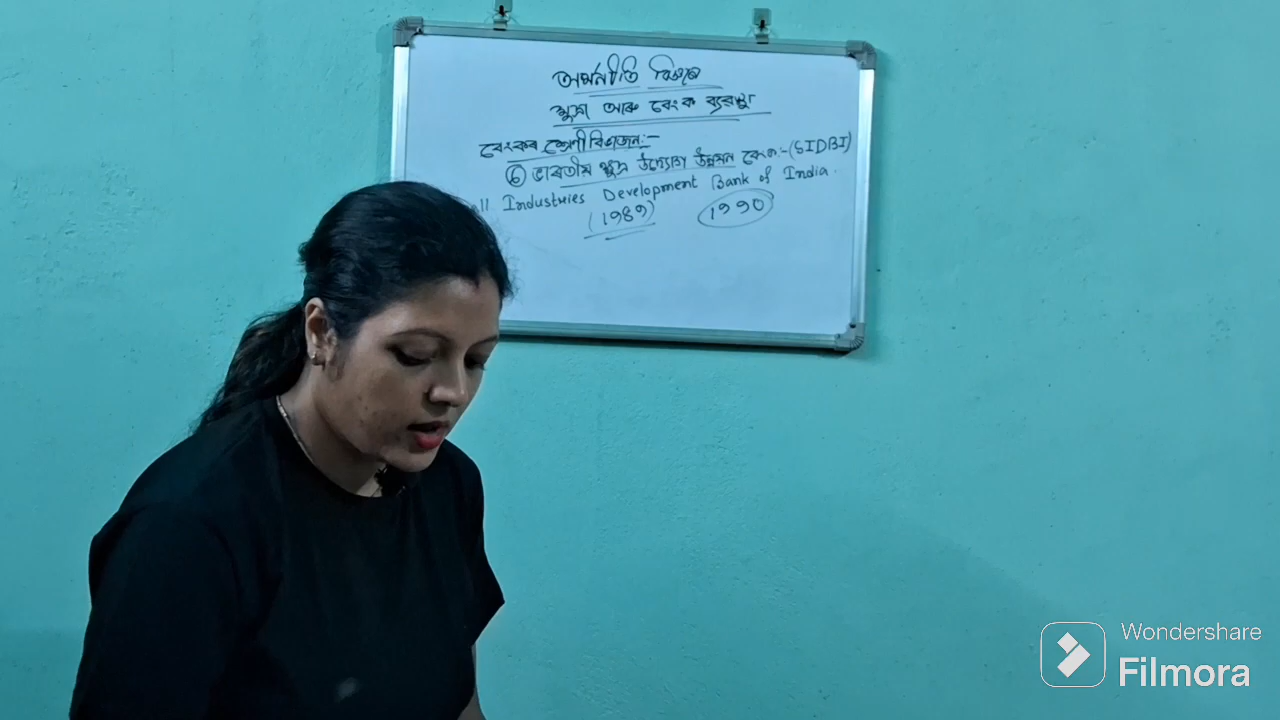 অৰ্থনীতি বিজ্ঞান
মুদ্ৰা আৰু বেংক ব্যৱস্থা
বেংকৰ শ্ৰেণীবিভাজন:-
৬ ভাৰতীয় ক্ষুদ্ৰ উদ্যোগ উন্নয়ন বেংক:-(SIDBI)
ll Industries Development Bank of India.
(1989) 1990
Wondershare
Filmora